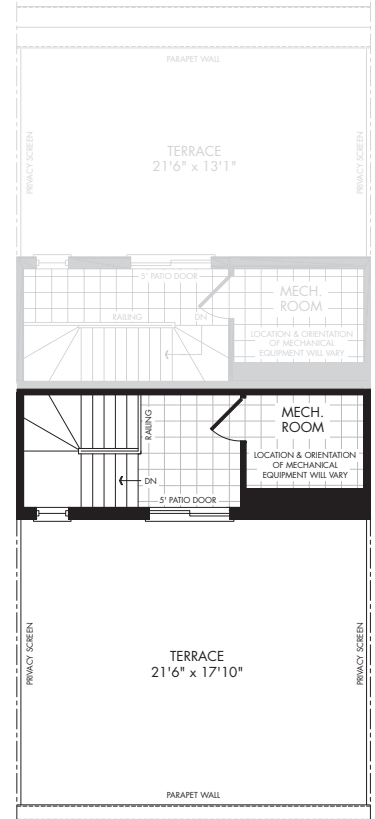 PARAPET WALL
PRIVACY SCREEN
TERRACE
21'6" x 13'1"
PRIVACY SCREEN
5' PATIO DOOR
RAILING
DN
MECH.
ROOM
LOCATION & ORIENTATION
OF MECHANICAL
EQUIPMENT WILL VARY
RAILING
DN
5' PATIO DOOR
MECH.
ROOM
LOCATION & ORIENTATION
OF MECHANICAL
EQUIPMENT WILL VARY
PRIVACY SCREEN
TERRACE
21'6" x 17'10"
PRIVACY SCREEN
PARAPET WALL